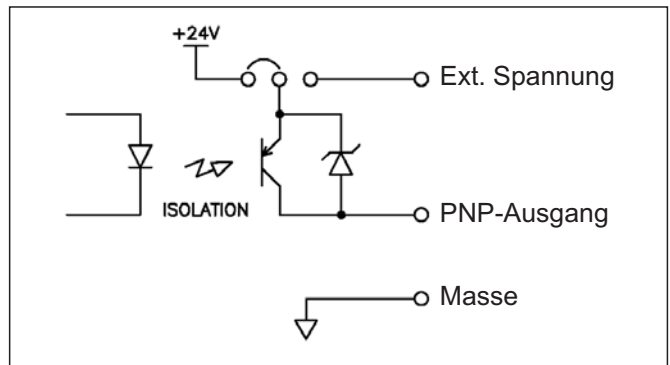 +24V
Ext. Spannung
ISOLATION
PNP-Ausgang
Masse